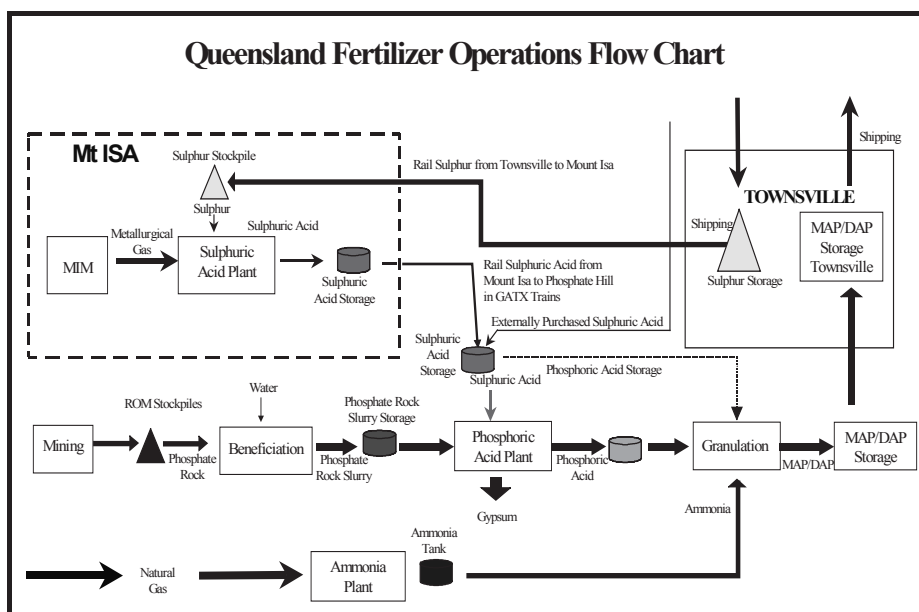 Queensland Fertilizer Operations Flow Chart
Mt ISA
Sulphur Stockpile
Sulphur
Rail Sulphur from Townsville to Mount Isa
Shipping
TOWNSVILLE
Shipping
Sulphur Storage
MAP/DAP
Storage
Townsville
MIM
Metallurgical
Gas
Sulphuric
Acid Plant
Sulphuric Acid
Sulphuric
Acid Storage
Rail Sulphuric Acid from
Mount Isa to Phosphate Hill
in GATX Trains
Externally Purchased Sulphuric Acid
Sulphuric
Acid
Storage
Sulphuric Acid
Phosphoric Acid Storage
Mining
ROM Stockpiles
Phosphate
Rock
Water
Beneficiation
Phosphate Rock
Slurry Storage
Phosphate
Rock Slurry
Phosphoric
Acid Plant
Phosphoric
Acid
Granulation
MAP/DAP
MAP/DAP
Storage
Gypsum
Ammonia
Natural
Gas
Ammonia
Plant
Ammonia
Tank